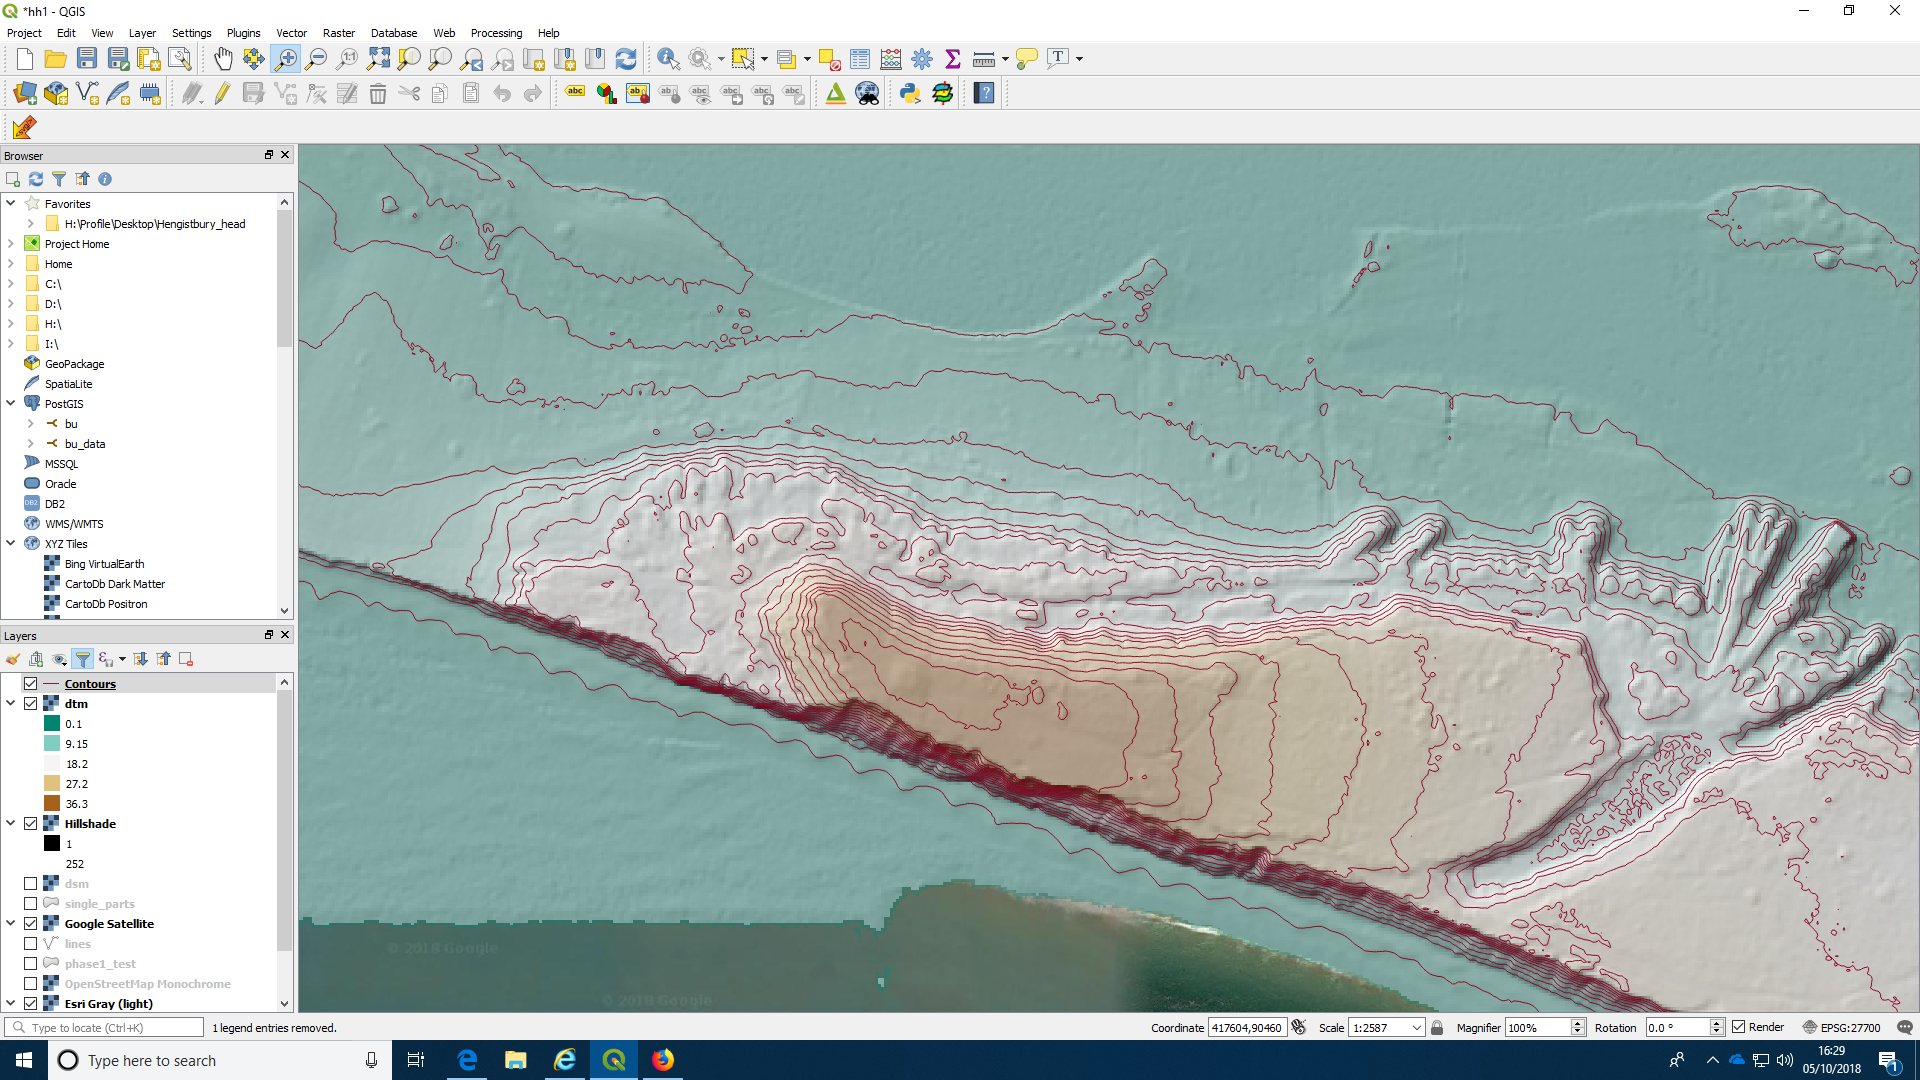 *hh1 - QGIS
Project Edit View Layer Settings Plugins Vector Raster Database Web Processing Help
Browser
Favorites
H:\Profile\Desktop\Hengistbury_head
Project Home
Home
C:\
D:\
H:\
I:\
GeoPackage
SpatiaLite
PostGIS
bu
bu_data
MSSQL
Oracle
DB2
WMS/WMTS
XYZ Tiles
Bing VirtualEarth
CartoDb Dark Matter
CartoDb Positron
Layers
Contours
dtm
0.1
9.15
18.2
27.2
36.3
Hillshade
1
252
dsm
single_parts
Google Satellite
lines
phase1_test
OpenStreetMap Monochrome
Esri Gray (light)
© 2018 Google
© 2018 Google
Type to locate (Ctrl+K) 1 legend entries removed. Coordinate 417604,90460 Scale 1:2587 Magnifier 100% Rotation 0.0 ° Render EPSG:27700
Type here to search
16:29
05/10/2018
1